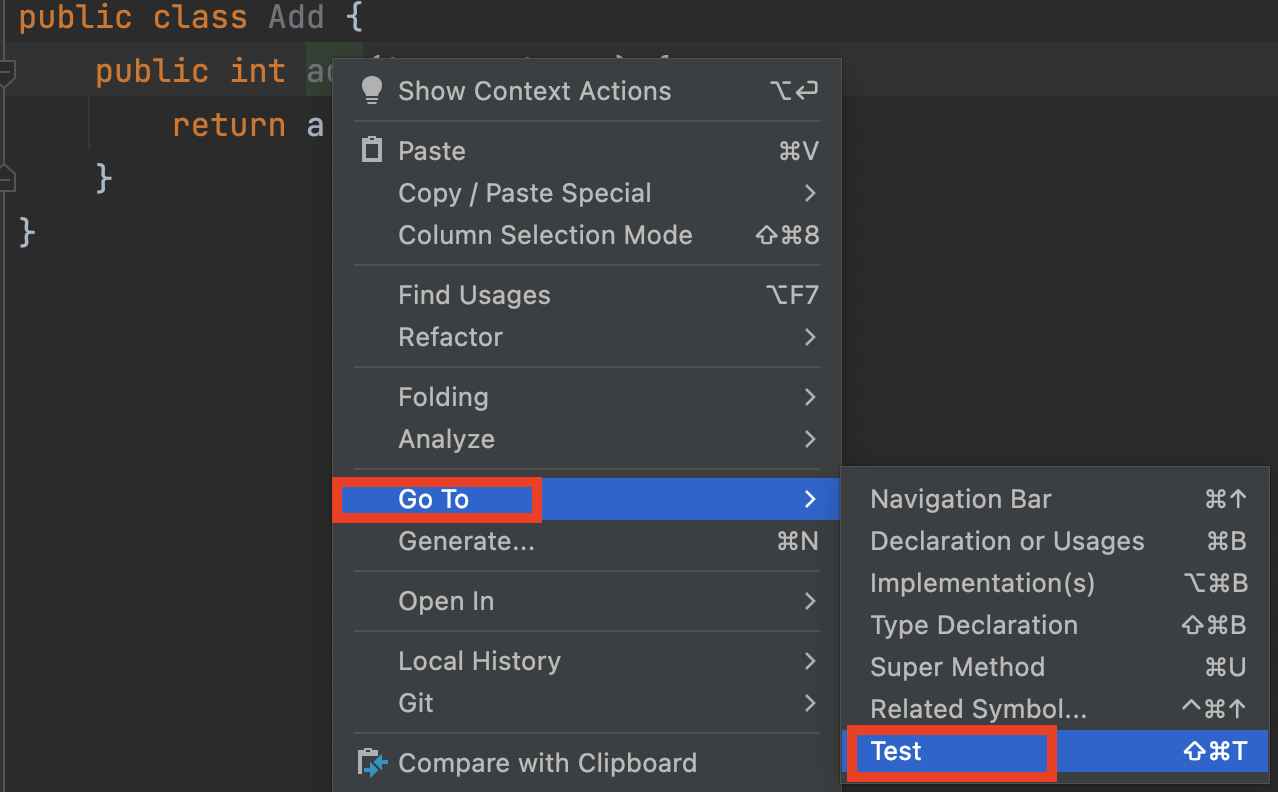 public class Add {
public int
return a
}
}
Show Context Actions ⌥⏎
Paste ⌘V
Copy / Paste Special >
Column Selection Mode ⇧⌘8
Find Usages ⌥F7
Refactor >
Folding >
Analyze >
Go To >
Generate... ⌘N
Open In >
Local History >
Git >
Compare with Clipboard
Navigation Bar ⌘↑
Declaration or Usages ⌘B
Implementation(s) ⌥⌘B
Type Declaration ⇧⌘B
Super Method ⌘U
Related Symbol... ^⌘↑
Test ⇧⌘T